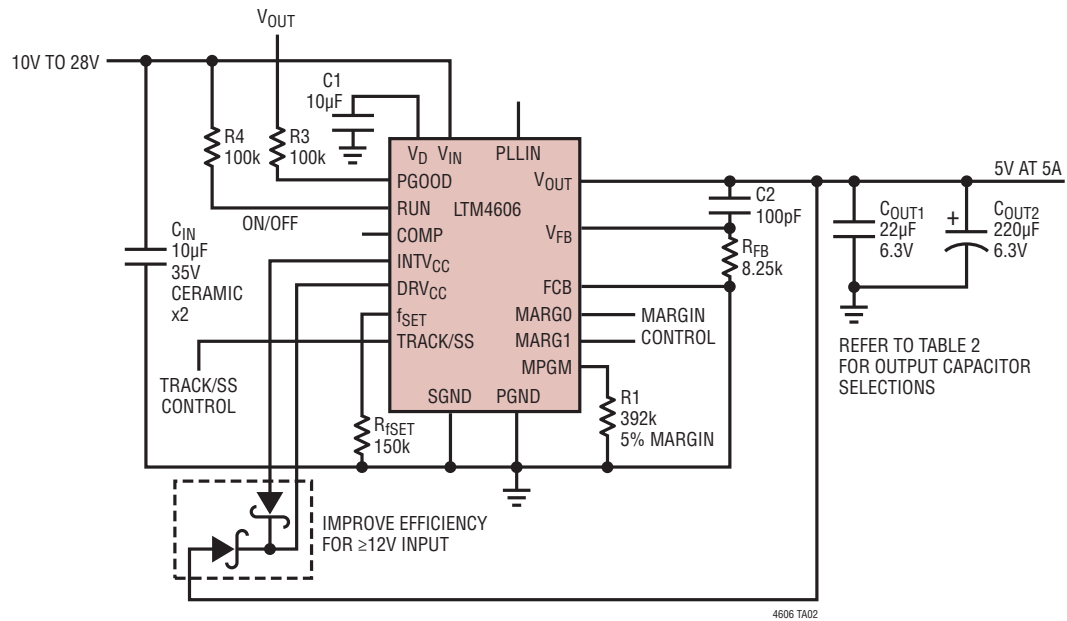 VOUT
10V TO 28V
C1
10µF
R4
100k
R3
100k
VD
VIN
PLLIN
PGOOD
VOUT
5V AT 5A
RUN
LTM4606
ON/OFF
C2
100pF
CIN
10µF
35V
CERAMIC
x2
COMP
VFB
COUT1
22µF
6.3V
+
COUT2
220µF
6.3V
INTVCC
RFB
8.25k
DRVCC
FCB
fSET
MARG0
MARG1
MARGIN
CONTROL
TRACK/SS
MPGM
REFER TO TABLE 2
FOR OUTPUT CAPACITOR
SELECTIONS
TRACK/SS
CONTROL
SGND
PGND
R1
392k
5% MARGIN
RfSET
150k
IMPROVE EFFICIENCY
FOR ≥12V INPUT
4606 TA02